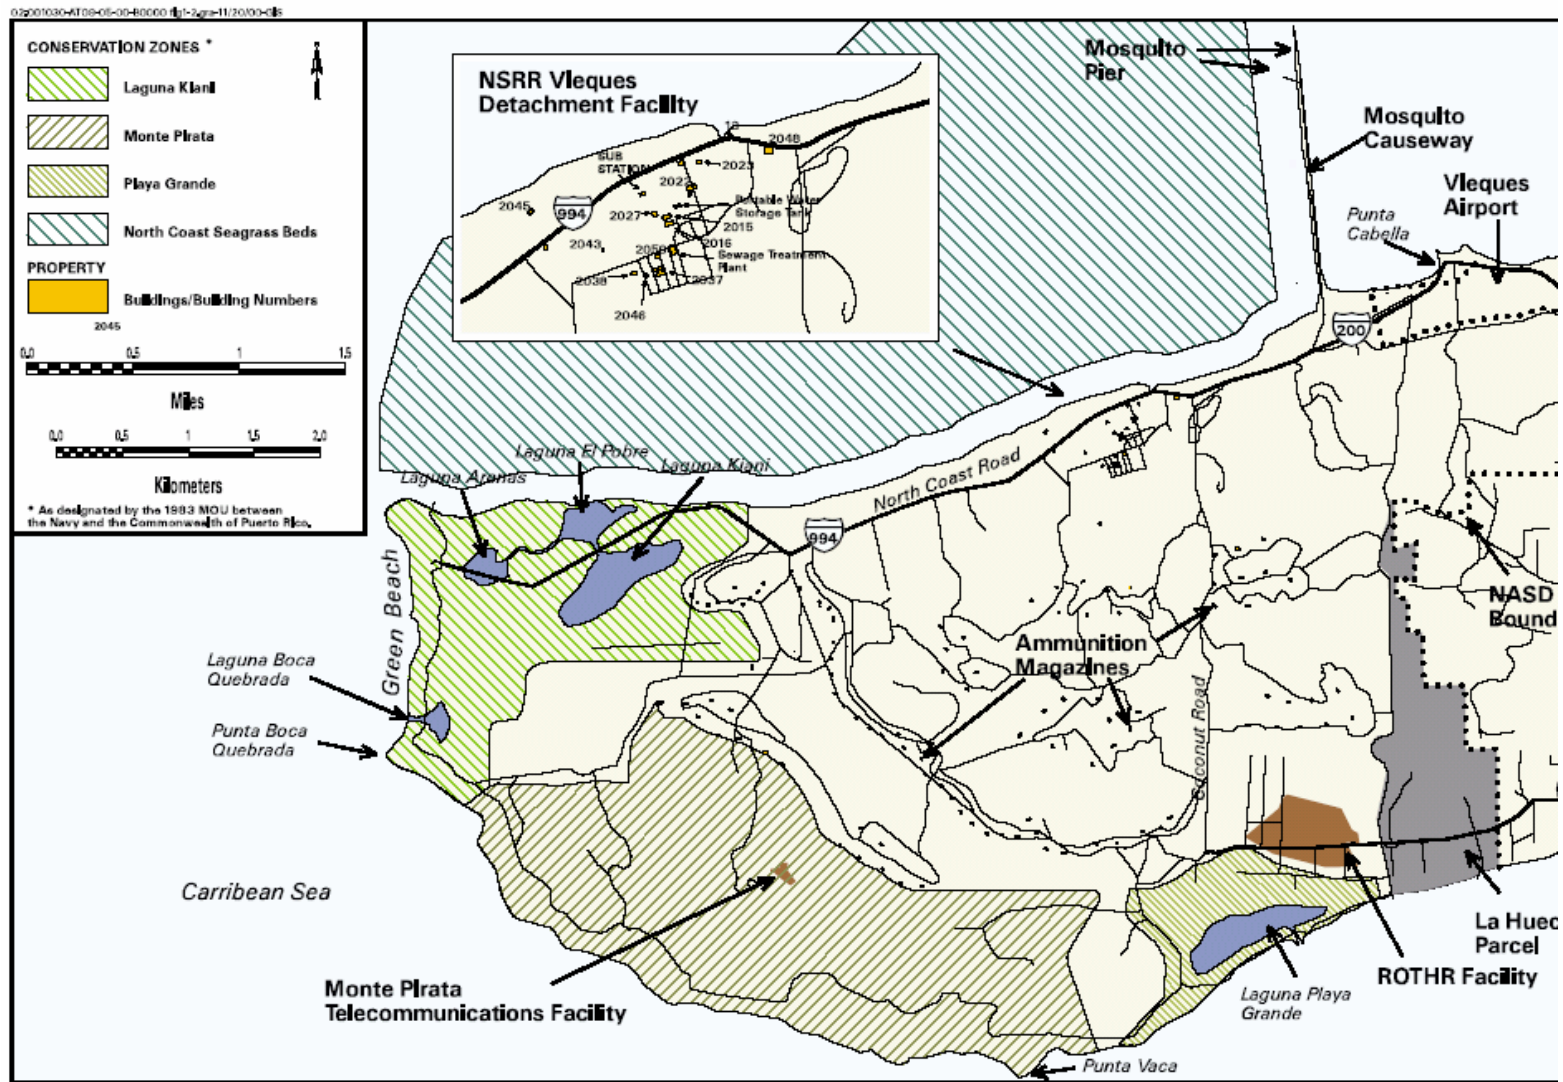 CONSERVATION ZONES *
N
Laguna Kiani
Monte Pirata
Playa Grande
North Coast Seagrass Beds
PROPERTY
Buildings/Building Numbers
2045
0.0 0.5 1 1.5
Miles
0.0 0.5 1 1.5 2.0
Kilometers
* As designated by the 1983 MOU between
the Navy and the Commonwealth of Puerto Rico.
NSRR Vieques
Detachment Facility
2048
SUB
STATION
2023
2022
2045
994
2027
Storage Tank
2015
2043
2016
Sewage Treatment
Plant
2038
2037
2046
Mosquito
Pier
Mosquito
Causeway
Vieques
Airport
Punta
Cabella
200
Laguna El Pobre
Laguna Arenas
Laguna Kiani
North Coast Road
994
Green Beach
NASD
Bound
Ammunition
Magazines
Laguna Boca
Quebrada
Punta Boca
Quebrada
Coconut Road
Carribean Sea
La Huec
Parcel
ROTHR Facility
Monte Pirata
Telecommunications Facility
Laguna Playa
Grande
Punta Vaca